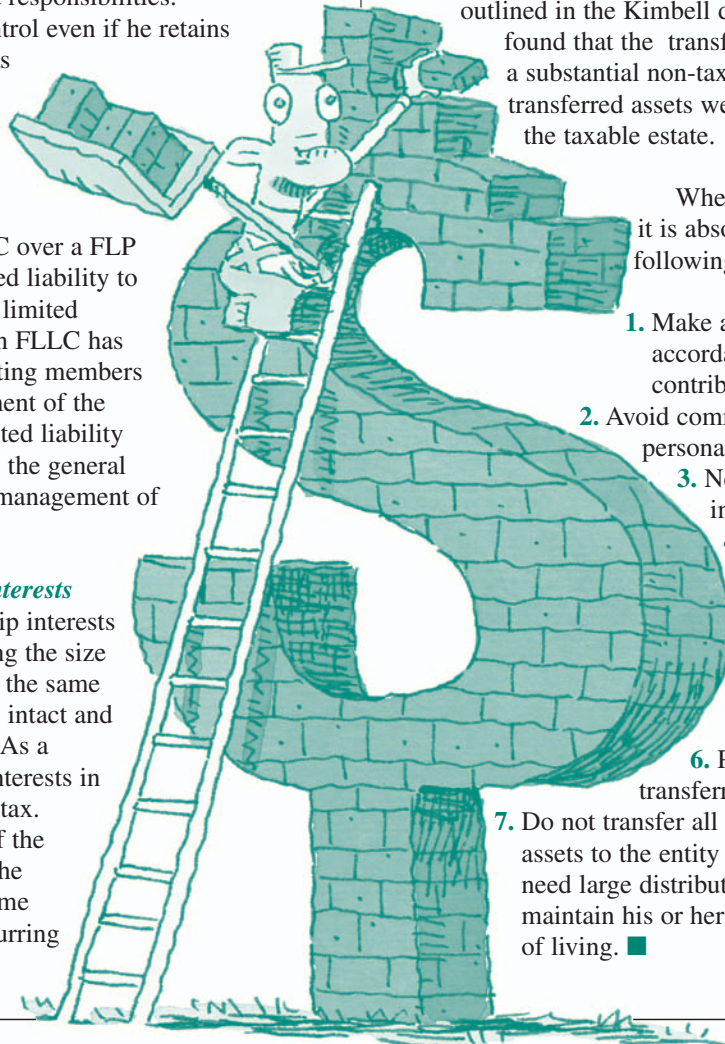 responsibilities.
ntrol even if he retains
s
C over a FLP
ed liability to
limited
n FLLC has
ting members
ment of the
ted liability
the general
management of
nterests
ip interests
ng the size
the same
intact and
As a
nterests in
tax.
f the
he
me
urring
outlined in the Kimbell d
found that the transf
a substantial non-tax
transferred assets we
the taxable estate.
Whe
it is abso
following
1. Make a
accorda
contrib
2. Avoid comm
persona
3. N
in
6. F
transferr
7. Do not transfer all
assets to the entity
need large distribut
maintain his or her
of living. ■